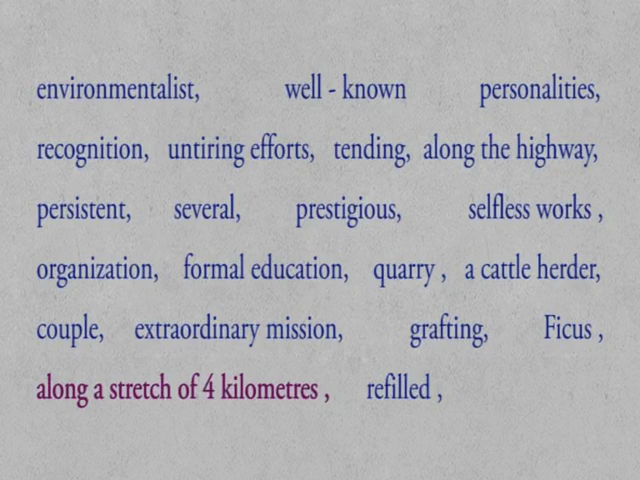 environmentalist, well - known personalities,
recognition, untiring efforts, tending, along the highway,
persistent, several, prestigious, selfless works ,
organization, formal education, quarry , a cattle herder,
couple, extraordinary mission, grafting, Ficus ,
along a stretch of 4 kilometres , refilled ,